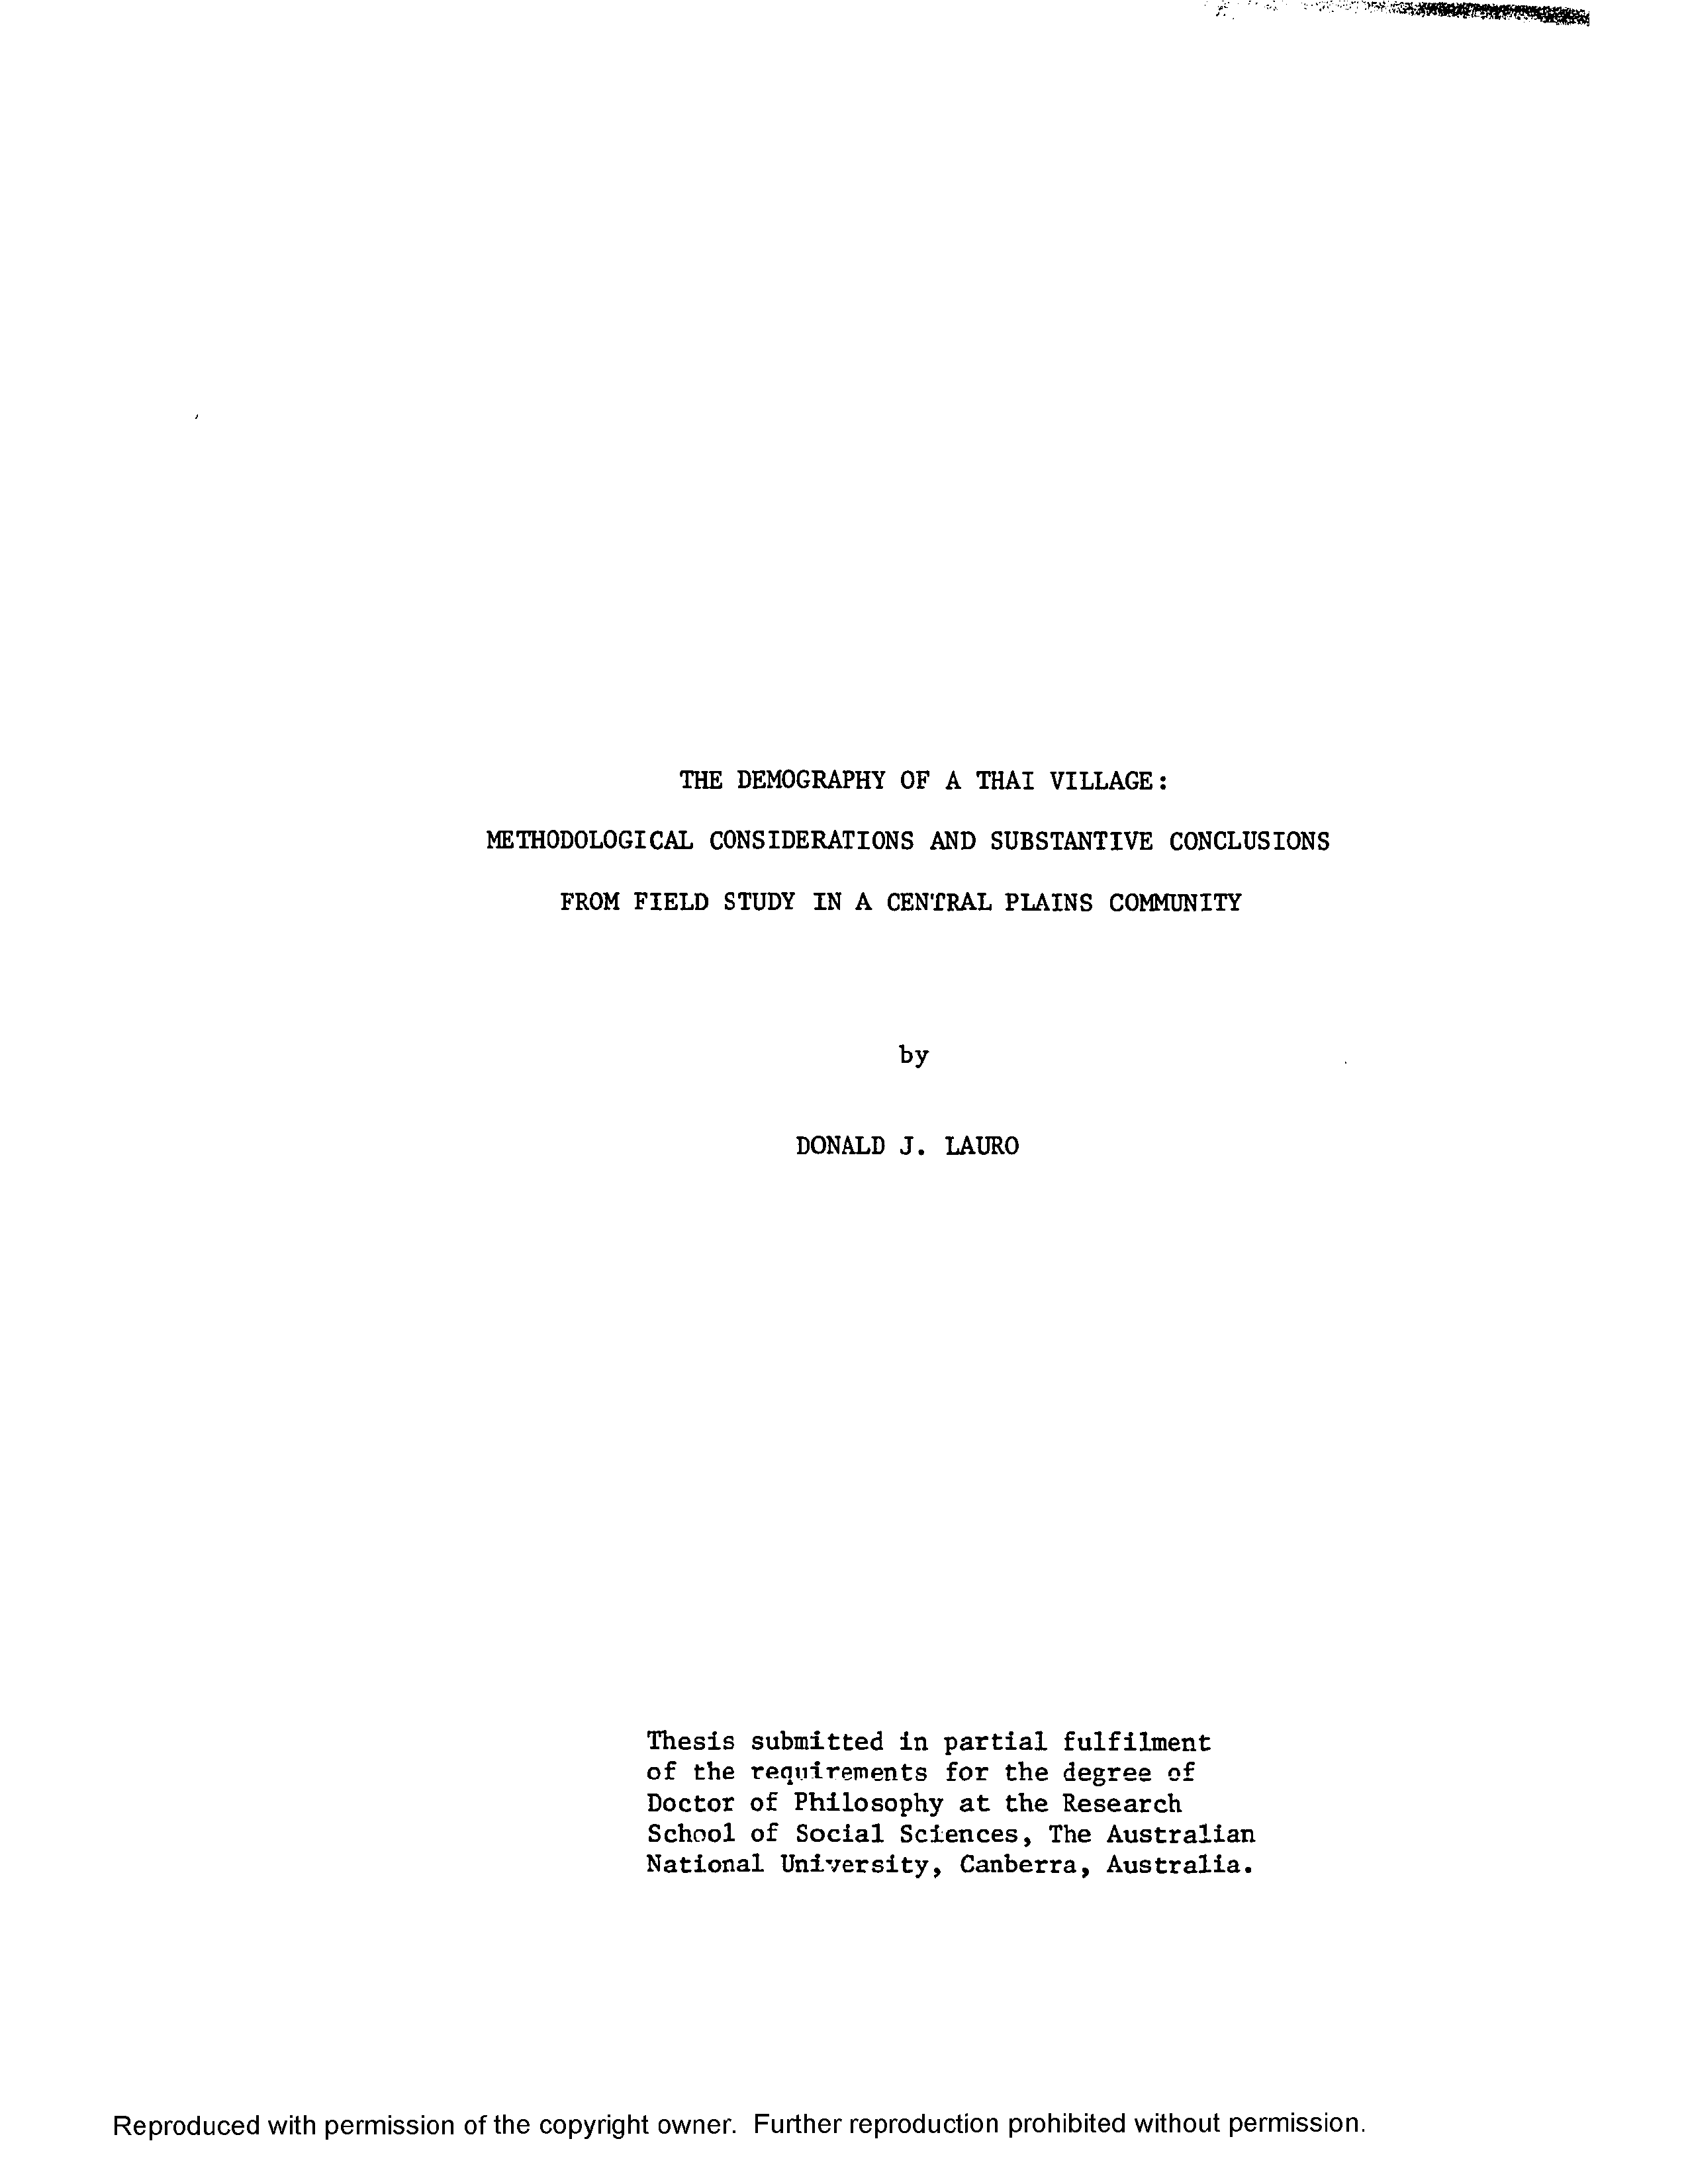 THE DEMOGRAPHY OF A THAI VILLAGE:
METHODOLOGICAL CONSIDERATIONS AND SUBSTANTIVE CONCLUSIONS
FROM FIELD STUDY IN A CENTRAL PLAINS COMMUNITY
by
DONALD J. LAURO
Thesis submitted in partial fulfilment
of the requirements for the degree of
Doctor of Philosophy at the Research
School of Social Sciences, The Australian
National University, Canberra, Australia.
Reproduced with permission of the copyright owner. Further reproduction prohibited without permission.